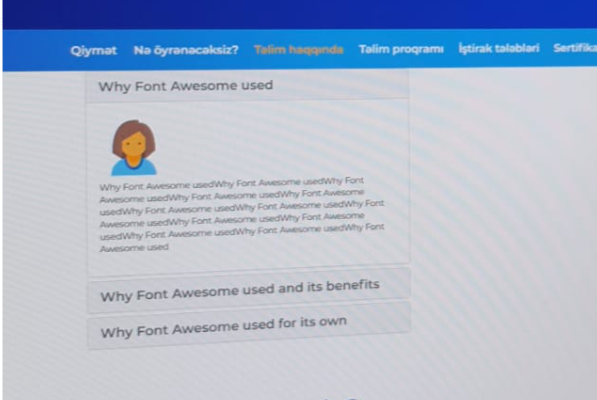 Qiymət Nə öyrənəcəksiz? Təlim haqqında Təlim proqramı İştirak tələbləri Sertifika
Why Font Awesome used
Why Font Awesome usedWhy Font Awesome usedWhy Font
Awesome usedWhy Font Awesome usedWhy Font Awesome
usedWhy Font Awesome usedWhy Font Awesome usedWhy Font
Awesome usedWhy Font Awesome usedWhy Font Awesome
usedWhy Font Awesome usedWhy Font Awesome usedWhy Font
Awesome used
Why Font Awesome used and its benefits
Why Font Awesome used for its own